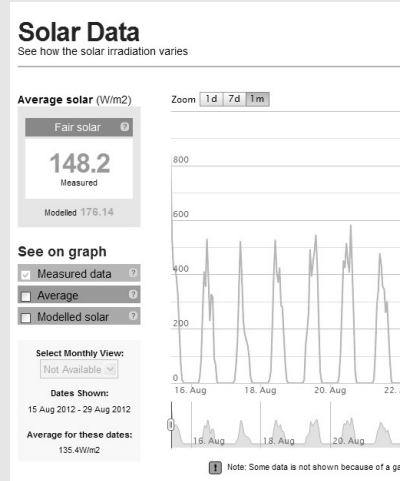 Solar Data
See how the solar irradiation varies
Average solar (W/m2)
Zoom 1d 7d 1m
Fair solar ?
148.2
Measured
Modelled 176.14
See on graph
Measured data ?
Average ?
Modelled solar ?
Select Monthly View:
Not Available
Dates Shown:
15 Aug 2012 - 29 Aug 2012
Average for these dates:
135.4W/m2
800
600
400
200
0
16. Aug 18. Aug 20. Aug 22.
16. Aug 18. Aug 20. Aug
! Note: Some data is not shown because of a ga